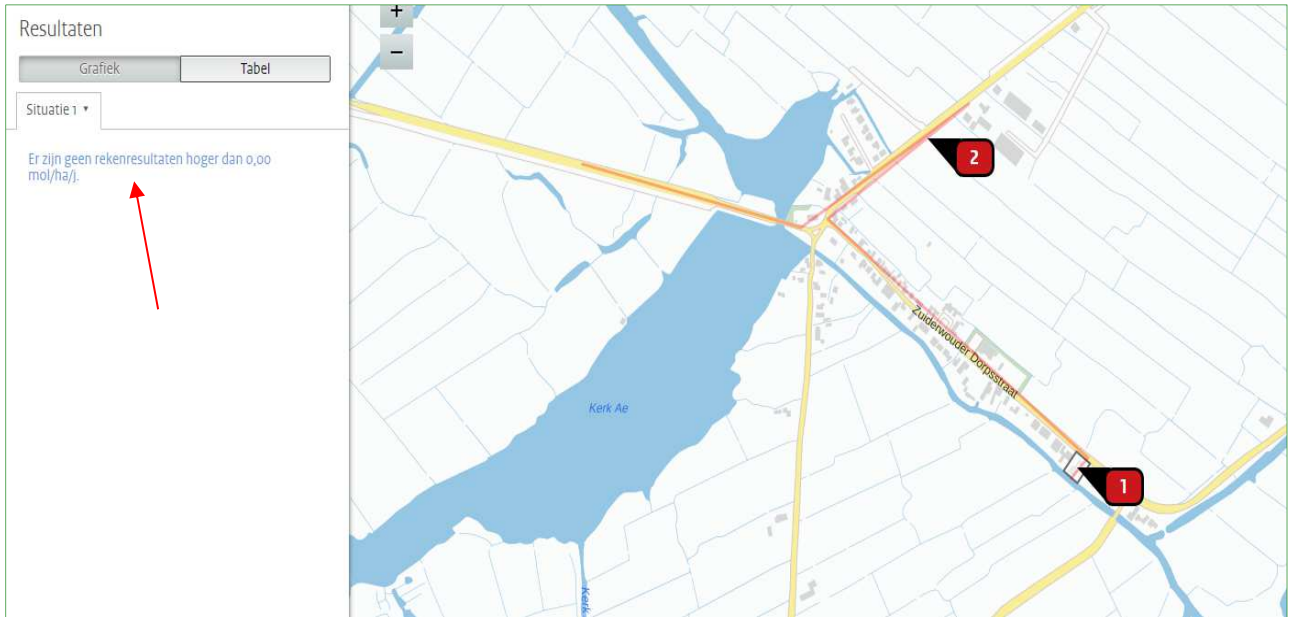 Resultaten
Grafiek
Tabel
Situatie 1
Er zijn geen rekenresultaten hoger dan 0,00
mol/ha/j.
+
−
2
Zuiderwouder Dorpsstraat
Kerk Ae
1
Kerk